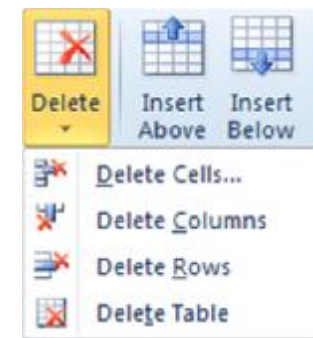 Delete
Insert Above
Insert Below
Delete Cells...
Delete Columns
Delete Rows
Delete Table